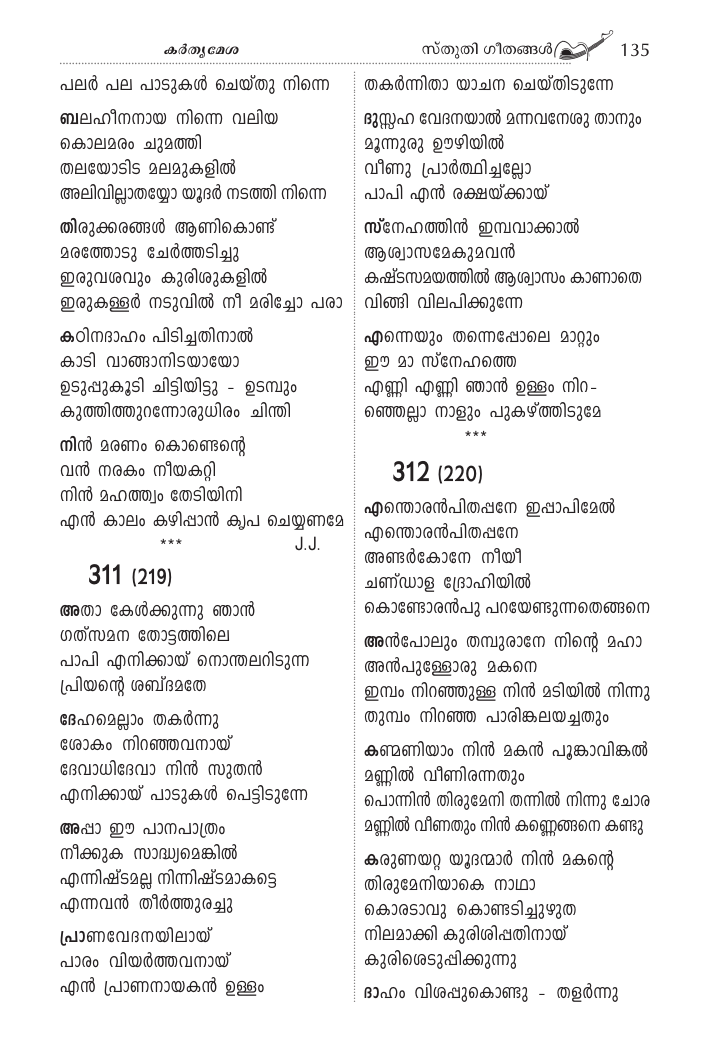 കർതൃമേശ
സ്തുതി ഗീതങ്ങൾ 135
പലർ പല പാടുകൾ ചെയ്തു നിന്നെ
ബലഹീനനായ നിന്നെ വലിയ
കൊലമരം ചുമത്തി
തലയോടിട മലമുകളിൽ
അലിവില്ലാതയ്യോ യൂദർ നടത്തി നിന്നെ
തിരുക്കരങ്ങൾ ആണികൊണ്ട്
മരത്തോടു ചേർത്തടിച്ചു
ഇരുവശവും കുരിശുകളിൽ
ഇരുകള്ളർ നടുവിൽ നീ മരിച്ചോ പരാ
കഠിനദാഹം പിടിച്ചതിനാൽ
കാടി വാങ്ങാനിടയായോ
ഉടുപ്പുകൂടി ചിട്ടിയിട്ടു - ഉടമ്പും
കുത്തിത്തുറന്നോരുധിരം ചിന്തി
നിൻ മരണം കൊണ്ടെന്റെ
വൻ നരകം നീയകറ്റി
നിൻ മഹത്ത്വം തേടിയിനി
എൻ കാലം കഴിപ്പാൻ കൃപ ചെയ്യണമേ
*** J.J.
311 (219)
അതാ കേൾക്കുന്നു ഞാൻ
ഗത്സമന തോട്ടത്തിലെ
പാപി എനിക്കായ് നൊന്തലറിടുന്ന
പ്രിയന്റെ ശബ്ദമതേ
ദേഹമെല്ലാം തകർന്നു
ശോകം നിറഞ്ഞവനായ്
ദേവാധിദേവാ നിൻ സുതൻ
എനിക്കായ് പാടുകൾ പെട്ടിടുന്നേ
അപ്പാ ഈ പാനപാത്രം
നീക്കുക സാദ്ധ്യമെങ്കിൽ
എന്നിഷ്ടമല്ല നിന്നിഷ്ടമാകട്ടെ
എന്നവൻ തീർത്തുരച്ചു
പ്രാണവേദനയിലായ്
പാരം വിയർത്തവനായ്
എൻ പ്രാണനായകൻ ഉള്ളം
തകർന്നിതാ യാചന ചെയ്തിടുന്നേ
ദുസ്സഹ വേദനയാൽ മന്നവനേശു താനും
മൂന്നുരു ഊഴിയിൽ
വീണു പ്രാർത്ഥിച്ചല്ലോ
പാപി എൻ രക്ഷയ്ക്കായ്
സ്നേഹത്തിൻ ഇമ്പവാക്കാൽ
ആശ്വാസമേകുമവൻ
കഷ്ടസമയത്തിൽ ആശ്വാസം കാണാതെ
വിങ്ങി വിലപിക്കുന്നേ
എന്നെയും തന്നെപ്പോലെ മാറ്റും
ഈ മാ സ്നേഹത്തെ
എണ്ണി എണ്ണി ഞാൻ ഉള്ളം നിറ-
ഞ്ഞെല്ലാ നാളും പുകഴ്ത്തിടുമേ
***
312 (220)
എന്തൊരൻപിതപ്പനേ ഇപ്പാപിമേൽ
എന്തൊരൻപിതപ്പനേ
അണ്ടർകോനേ നീയീ
ചണ്ഡാള ദ്രോഹിയിൽ
കൊണ്ടോരൻപു പറയേണ്ടുന്നതെങ്ങനെ
അൻപോലും തമ്പുരാനേ നിന്റെ മഹാ
അൻപുള്ളോരു മകനെ
ഇമ്പം നിറഞ്ഞുള്ള നിൻ മടിയിൽ നിന്നു
തുമ്പം നിറഞ്ഞ പാരിങ്കലയച്ചതും
കണ്മണിയാം നിൻ മകൻ പൂങ്കാവിങ്കൽ
മണ്ണിൽ വീണിരന്നതും
പൊന്നിൻ തിരുമേനി തന്നിൽ നിന്നു ചോര
മണ്ണിൽ വീണതും നിൻ കണ്ണെങ്ങനെ കണ്ടു
കരുണയറ്റ യൂദന്മാർ നിൻ മകന്റെ
തിരുമേനിയാകെ നാഥാ
കൊരടാവു കൊണ്ടടിച്ചുഴുത
നിലമാക്കി കുരിശിപ്പതിനായ്
കുരിശെടുപ്പിക്കുന്നു
ദാഹം വിശപ്പുകൊണ്ടു - തളർന്നു